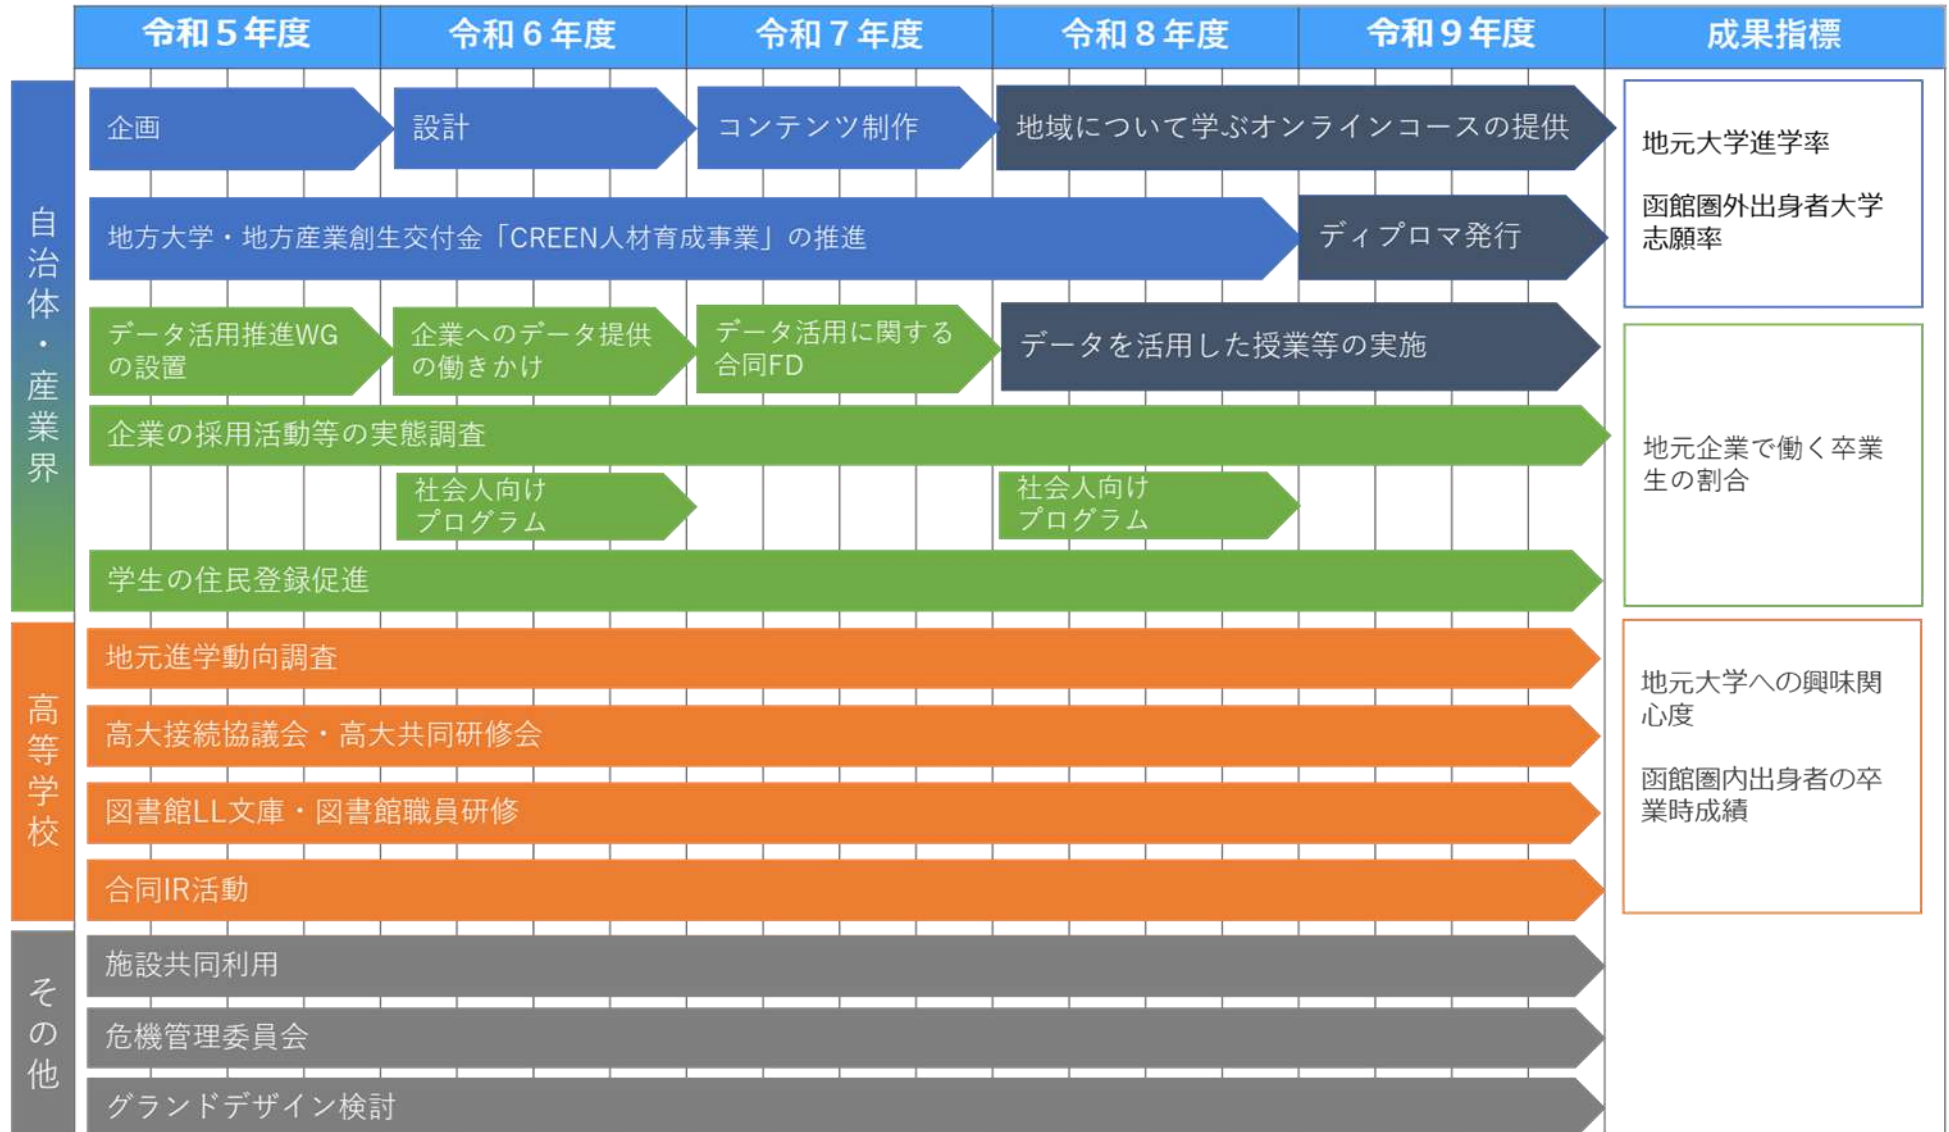 令和５年度
令和６年度
令和７年度
令和８年度
令和９年度
成果指標
自治体・産業界
企画
設計
コンテンツ制作
地域について学ぶオンラインコースの提供
地方大学・地方産業創生交付金「CREEN人材育成事業」の推進
ディプロマ発行
データ活用推進WG
の設置
企業へのデータ提供
の働きかけ
データ活用に関する
合同FD
データを活用した授業等の実施
企業の採用活動等の実態調査
社会人向け
プログラム
社会人向け
プログラム
学生の住民登録促進
地元大学進学率
函館圏外出身者大学
志願率
地元企業で働く卒業
生の割合
高等学校
地元進学動向調査
高大接続協議会・高大共同研修会
図書館LL文庫・図書館職員研修
合同IR活動
地元大学への興味関
心度
函館圏内出身者の卒
業時成績
その他
施設共同利用
危機管理委員会
グランドデザイン検討